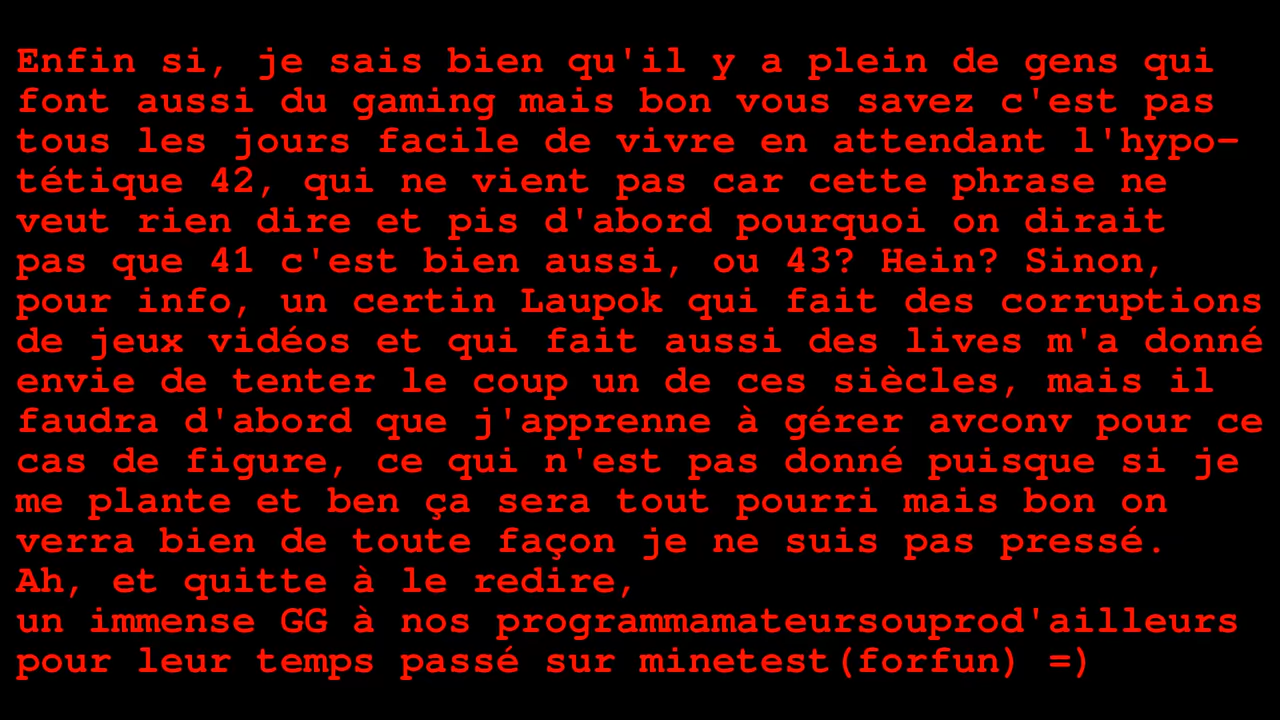 Enfin si, je sais bien qu'il y a plein de gens qui
font aussi du gaming mais bon vous savez c'est pas
tous les jours facile de vivre en attendant l'hypo-
tétique 42, qui ne vient pas car cette phrase ne
veut rien dire et pis d'abord pourquoi on dirait
pas que 41 c'est bien aussi, ou 43? Hein? Sinon,
pour info, un certin Laupok qui fait des corruptions
de jeux vidéos et qui fait aussi des lives m'a donné
envie de tenter le coup un de ces siècles, mais il
faudra d'abord que j'apprenne à gérer avconv pour ce
cas de figure, ce qui n'est pas donné puisque si je
me plante et ben ça sera tout pourri mais bon on
verra bien de toute façon je ne suis pas pressé.
Ah, et quitte à le redire,
un immense GG à nos programmamateursouprod'ailleurs
pour leur temps passé sur minetest(forfun) =)